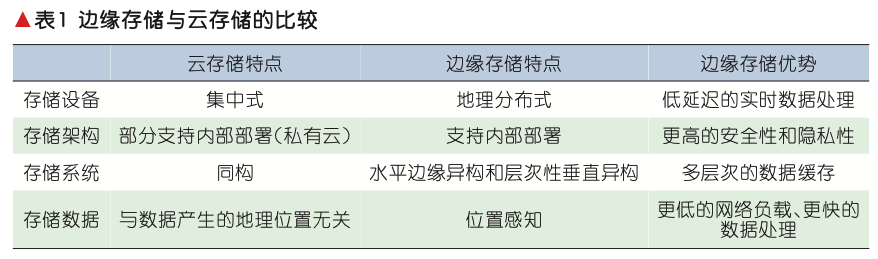 ▲表1 边缘存储与云存储的比较
云存储特点 边缘存储特点 边缘存储优势
存储设备 集中式 地理分布式 低延迟的实时数据处理
存储架构 部分支持内部部署(私有云) 支持内部部署 更高的安全性和隐私性
存储系统 同构 水平边缘异构和层次性垂直异构 多层次的数据缓存
存储数据 与数据产生的地理位置无关 位置感知 更低的网络负载、更快的
数据处理